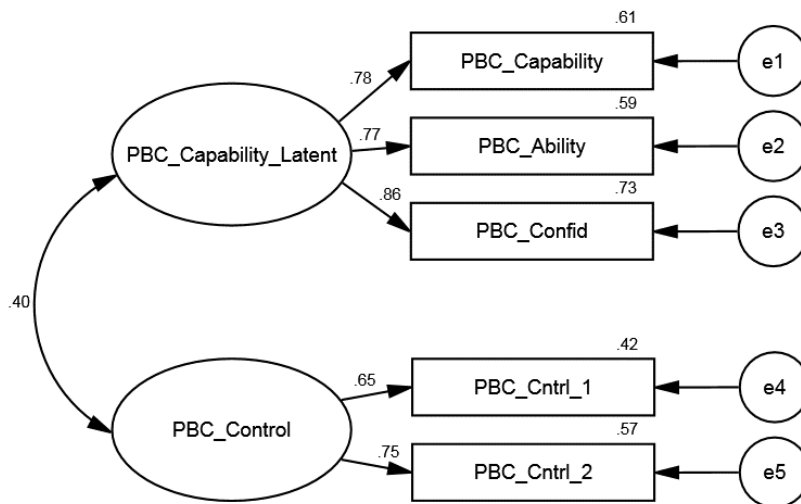 .61
PBC_Capability
e1
.78
.59
PBC_Capability_Latent
.77
PBC_Ability
e2
.73
.86
PBC_Confid
e3
.40
.42
.65
PBC_Cntrl_1
e4
PBC_Control
.57
.75
PBC_Cntrl_2
e5